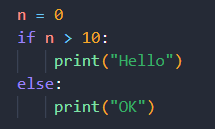 n = 0
if n > 10:
    print("Hello")
else:
    print("OK")